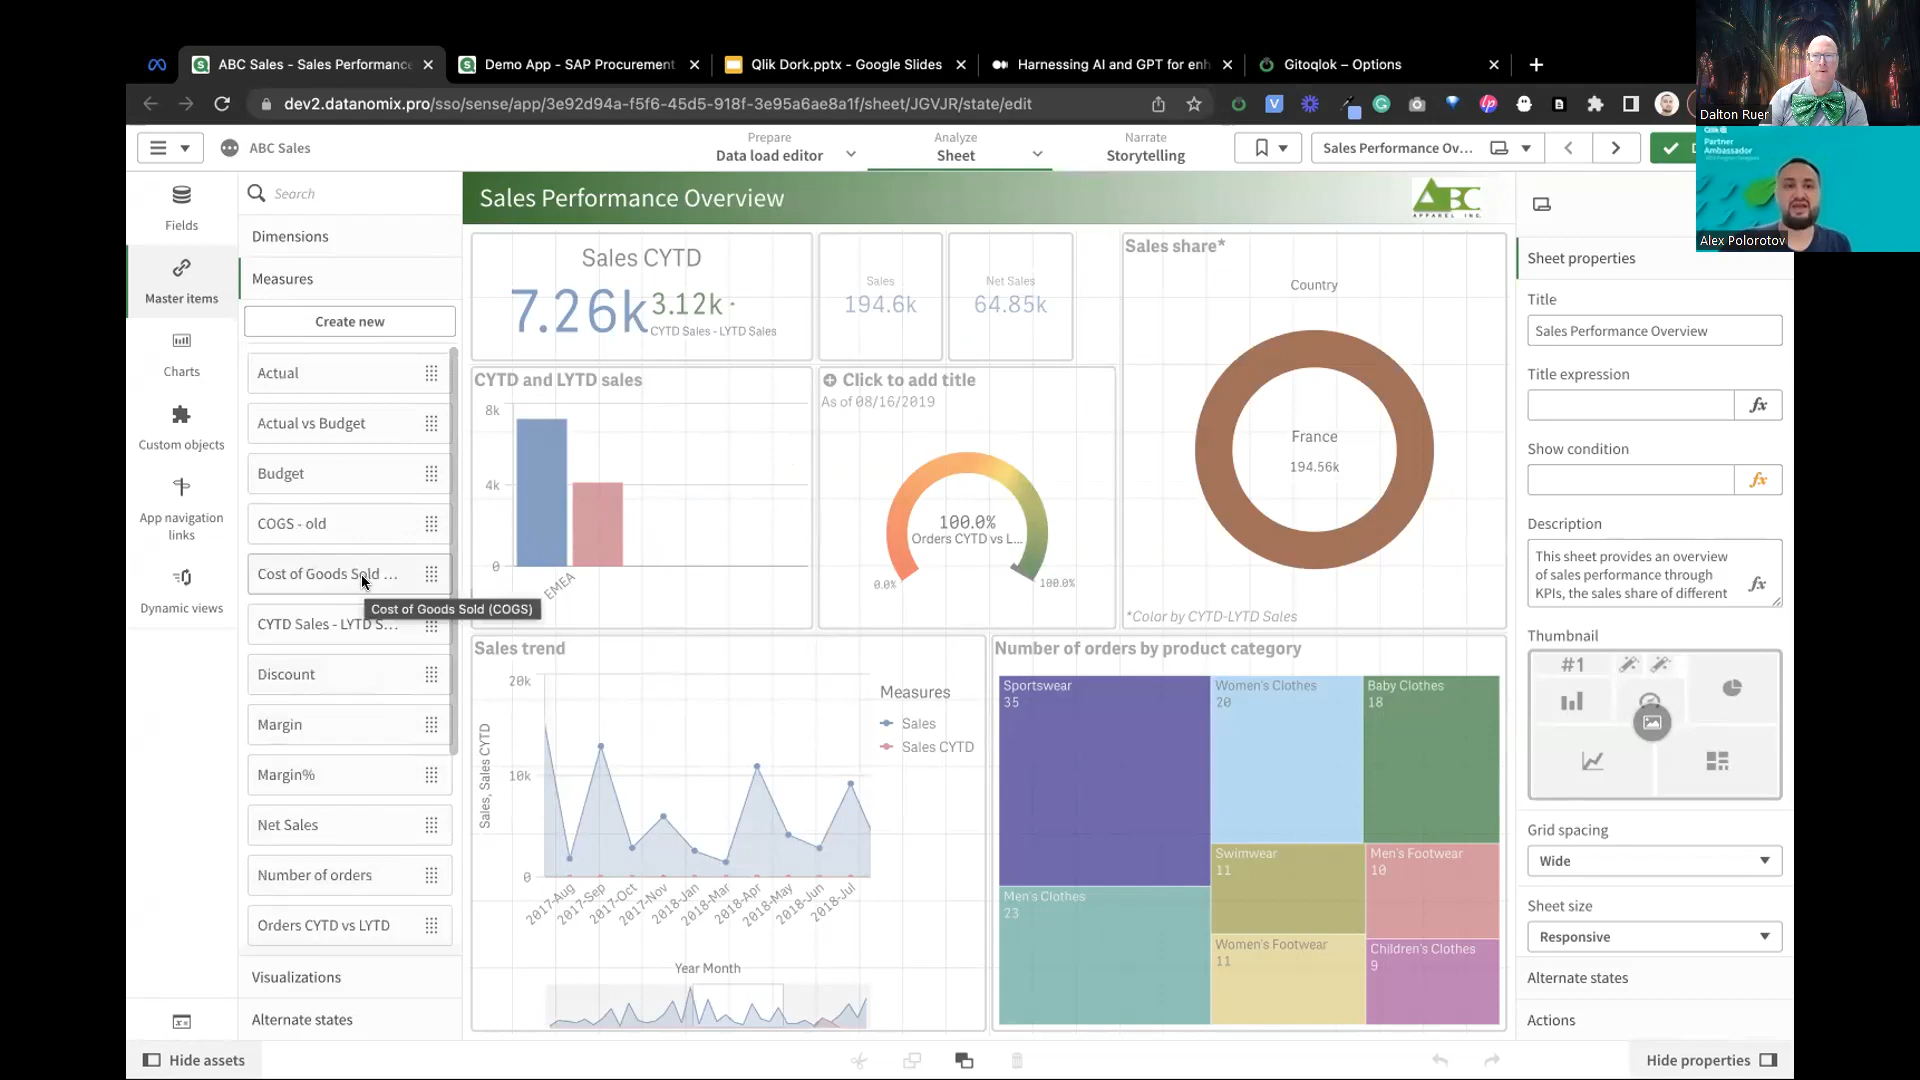 ABC Sales - Sales Performance
Demo App - SAP Procurement
Qlik Dork.pptx - Google Slides
Harnessing AI and GPT for enh
Gitoqlok – Options
dev2.datanomix.pro/sso/sense/app/3e92d94a-f5f6-45d5-918f-3e95a6ae8a1f/sheet/JGVJR/state/edit
Dalton Ruer
Qlik
Partner
Ambassador
Alex Polorotov
ABC Sales
Prepare
Data load editor
Analyze
Sheet
Narrate
Storytelling
Sales Performance Ov...
Fields
Master items
Charts
Custom objects
App navigation
links
Dynamic views
Search
Dimensions
Measures
Create new
Actual
Actual vs Budget
Budget
COGS - old
Cost of Goods Sold ...
Cost of Goods Sold (COGS)
CYTD Sales - LYTD S...
Discount
Margin
Margin%
Net Sales
Number of orders
Orders CYTD vs LYTD
Visualizations
Alternate states
Hide assets
Sales Performance Overview
ABC
APPAREL INC.
Sales CYTD
7.26k
3.12k
CYTD Sales - LYTD Sales
Sales
194.6k
Net Sales
64.85k
Sales share*
Country
France
194.56k
*Color by CYTD-LYTD Sales
CYTD and LYTD sales
8k
4k
0
EMEA
Click to add title
As of 08/16/2019
100.0%
Orders CYTD vs L...
0.0%
100.0%
Sales trend
20k
10k
0
Sales, Sales CYTD
2017-Aug
2017-Sep
2017-Oct
2017-Nov
2018-Jan
2018-Mar
2018-Apr
2018-May
2018-Jun
2018-Jul
Year Month
Measures
Sales
Sales CYTD
Number of orders by product category
Sportswear
35
Women's Clothes
20
Baby Clothes
18
Men's Clothes
23
Swimwear
11
Men's Footwear
10
Women's Footwear
11
Children's Clothes
9
Sheet properties
Title
Sales Performance Overview
Title expression
fx
Show condition
fx
Description
This sheet provides an overview
of sales performance through
KPIs, the sales share of different
fx
Thumbnail
#1
Grid spacing
Wide
Sheet size
Responsive
Alternate states
Actions
Hide properties